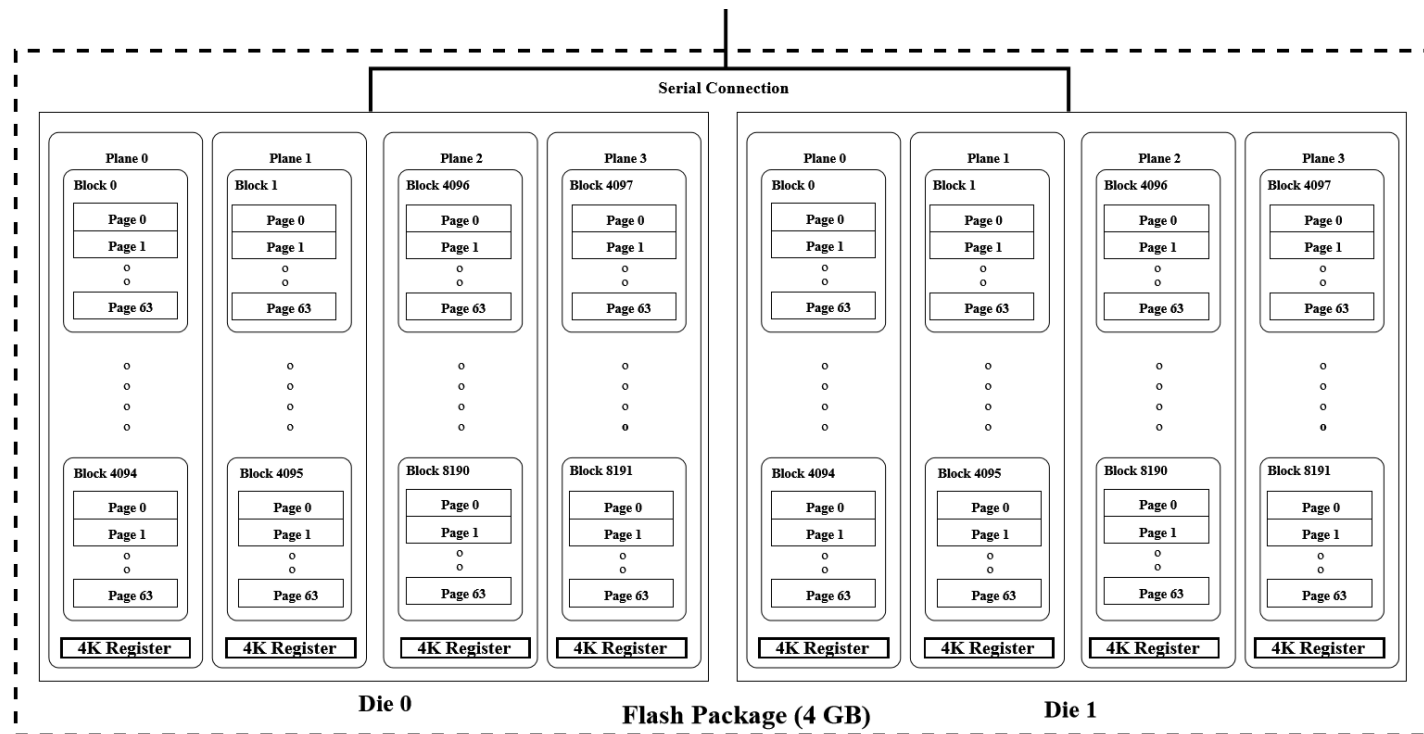 Serial Connection
Plane 0 Plane 1 Plane 2 Plane 3 Plane 0 Plane 1 Plane 2 Plane 3
Block 0 Block 1 Block 4096 Block 4097 Block 0 Block 1 Block 4096 Block 4097
Page 0 Page 0 Page 0 Page 0 Page 0 Page 0 Page 0 Page 0
Page 1 Page 1 Page 1 Page 1 Page 1 Page 1 Page 1 Page 1
Page 63 Page 63 Page 63 Page 63 Page 63 Page 63 Page 63 Page 63
Block 4094 Block 4095 Block 8190 Block 8191 Block 4094 Block 4095 Block 8190 Block 8191
Page 0 Page 0 Page 0 Page 0 Page 0 Page 0 Page 0 Page 0
Page 1 Page 1 Page 1 Page 1 Page 1 Page 1 Page 1 Page 1
Page 63 Page 63 Page 63 Page 63 Page 63 Page 63 Page 63 Page 63
4K Register 4K Register 4K Register 4K Register 4K Register 4K Register 4K Register 4K Register
Die 0 Flash Package (4 GB) Die 1